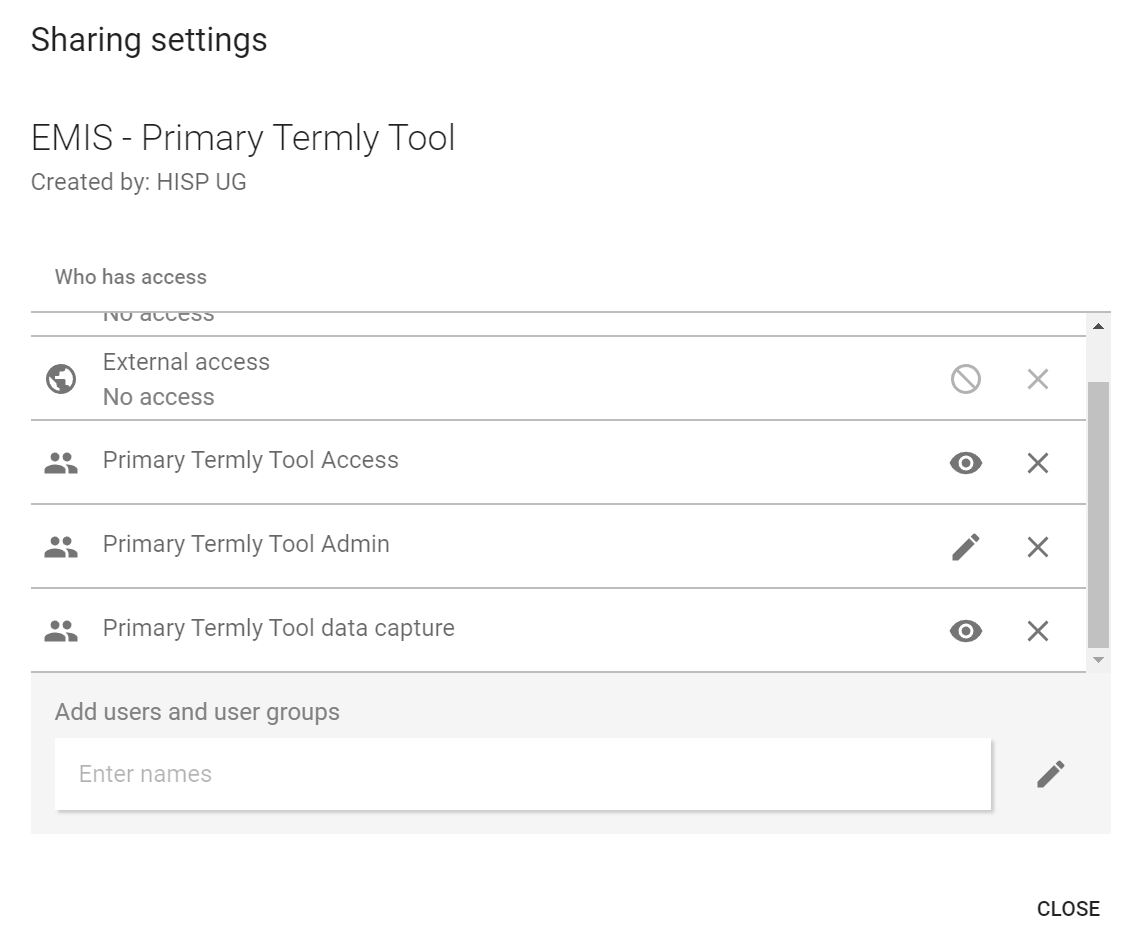 Sharing settings
EMIS - Primary Termly Tool
Created by: HISP UG
Who has access
No access
External access
No access
Primary Termly Tool Access
Primary Termly Tool Admin
Primary Termly Tool data capture
Add users and user groups
Enter names
CLOSE